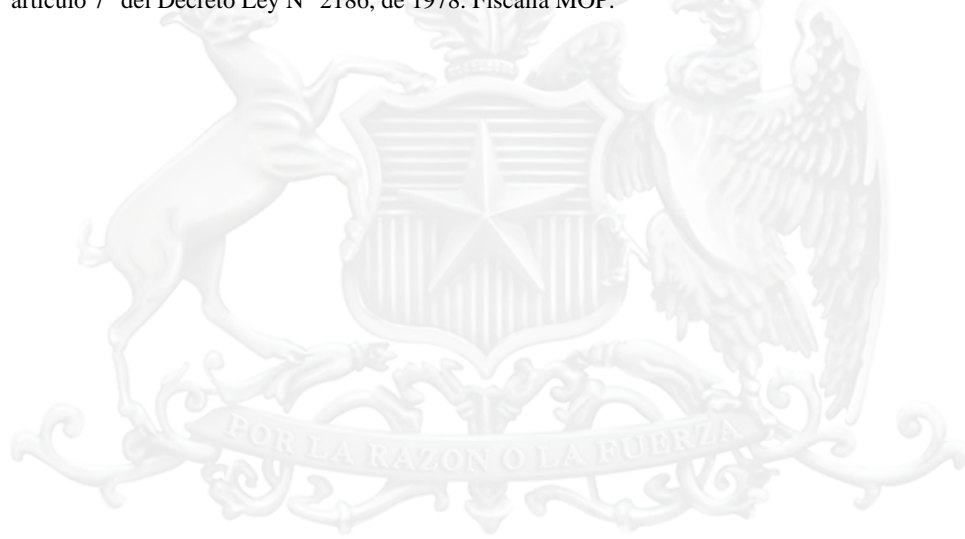 artículo 7° del Decreto Ley N° 2186, de 1978. Fiscalía MOP.
POR LA RAZON O LA FUERZA